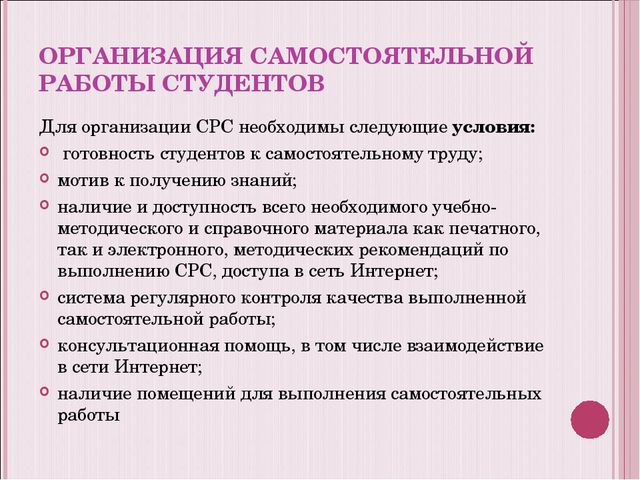 ОРГАНИЗАЦИЯ САМОСТОЯТЕЛЬНОЙ
РАБОТЫ СТУДЕНТОВ
Для организации СРС необходимы следующие условия:
готовность студентов к самостоятельному труду;
мотив к получению знаний;
наличие и доступность всего необходимого учебно-
методического и справочного материала как печатного,
так и электронного, методических рекомендаций по
выполнению СРС, доступа в сеть Интернет;
система регулярного контроля качества выполненной
самостоятельной работы;
консультационная помощь, в том числе взаимодействие
в сети Интернет;
наличие помещений для выполнения самостоятельных
работы